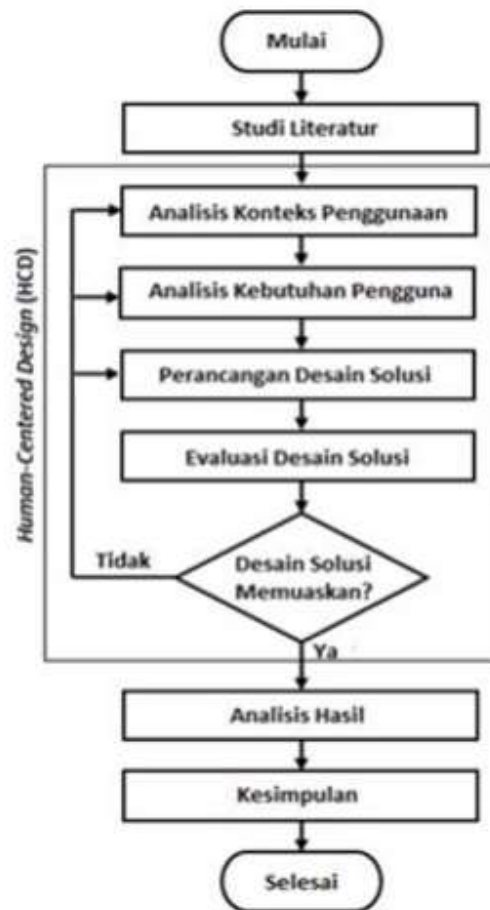 Mulai
Studi Literatur
Human-Centered Design (HCD)
Analisis Konteks Penggunaan
Analisis Kebutuhan Pengguna
Perancangan Desain Solusi
Evaluasi Desain Solusi
Tidak
Desain Solusi
Memuaskan?
Ya
Analisis Hasil
Kesimpulan
Selesai